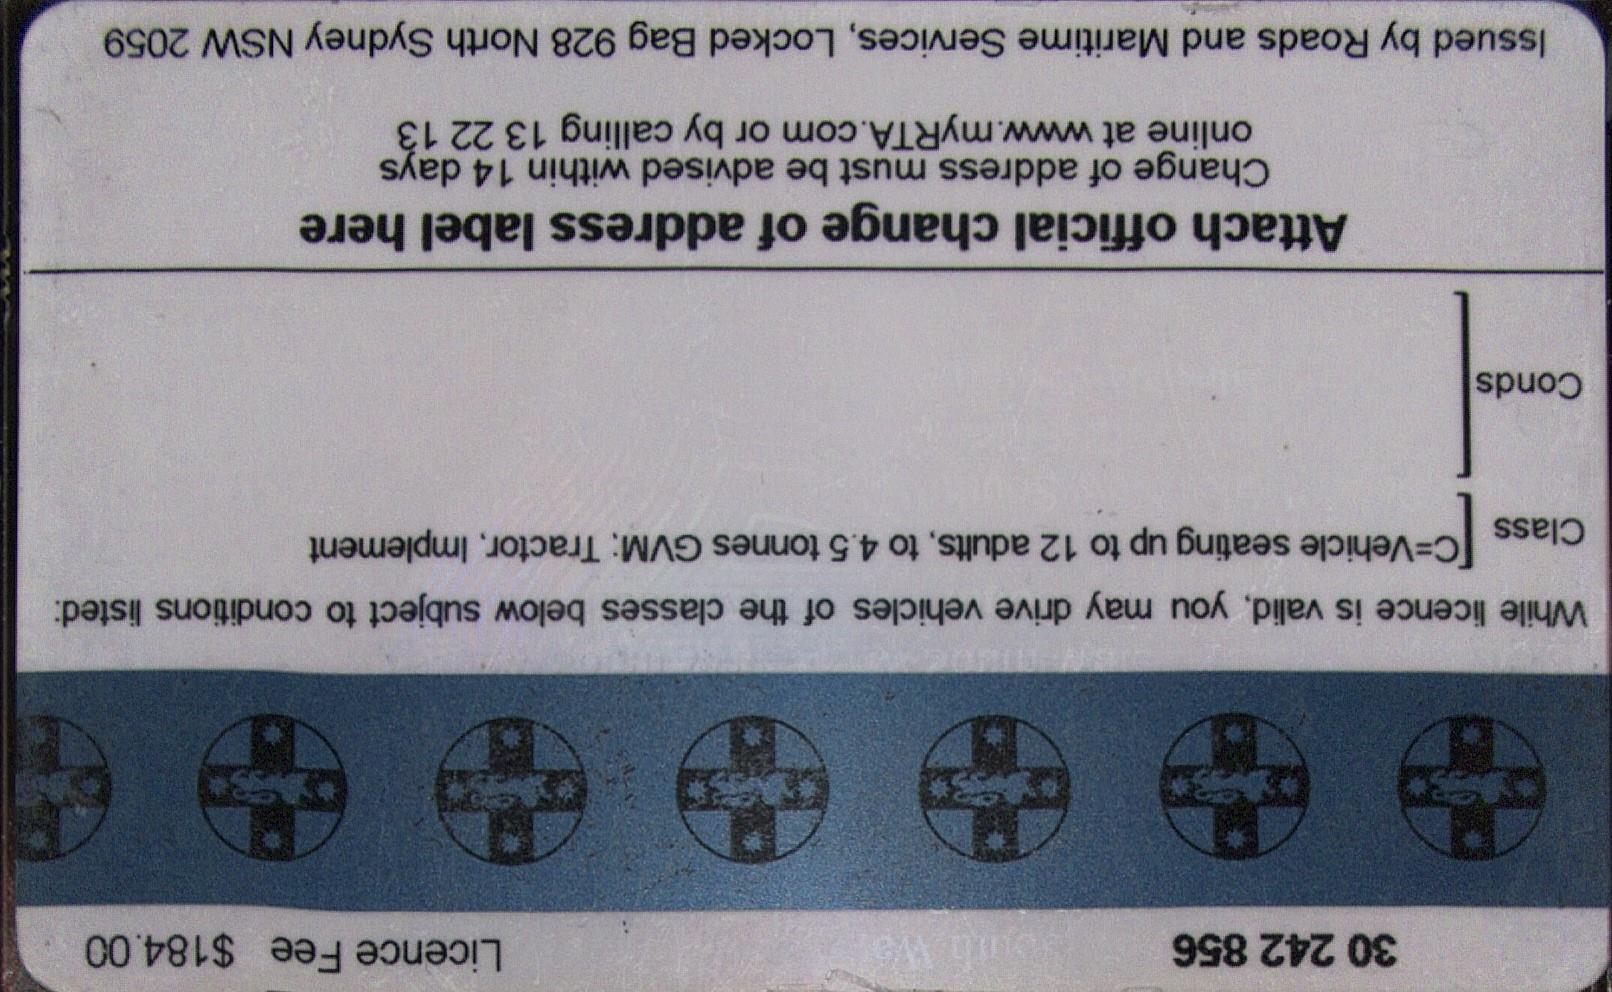 30 242 856 Licence Fee $184.00
While licence is valid, you may drive vehicles of the classes below subject to conditions listed:
Class [C=Vehicle seating up to 12 adults, to 4.5 tonnes GVM; Tractor, Implement
Conds [
Attach official change of address label here
Change of address must be advised within 14 days
online at www.myRTA.com or by calling 13 22 13
Issued by Roads and Maritime Services, Locked Bag 928 North Sydney NSW 2059